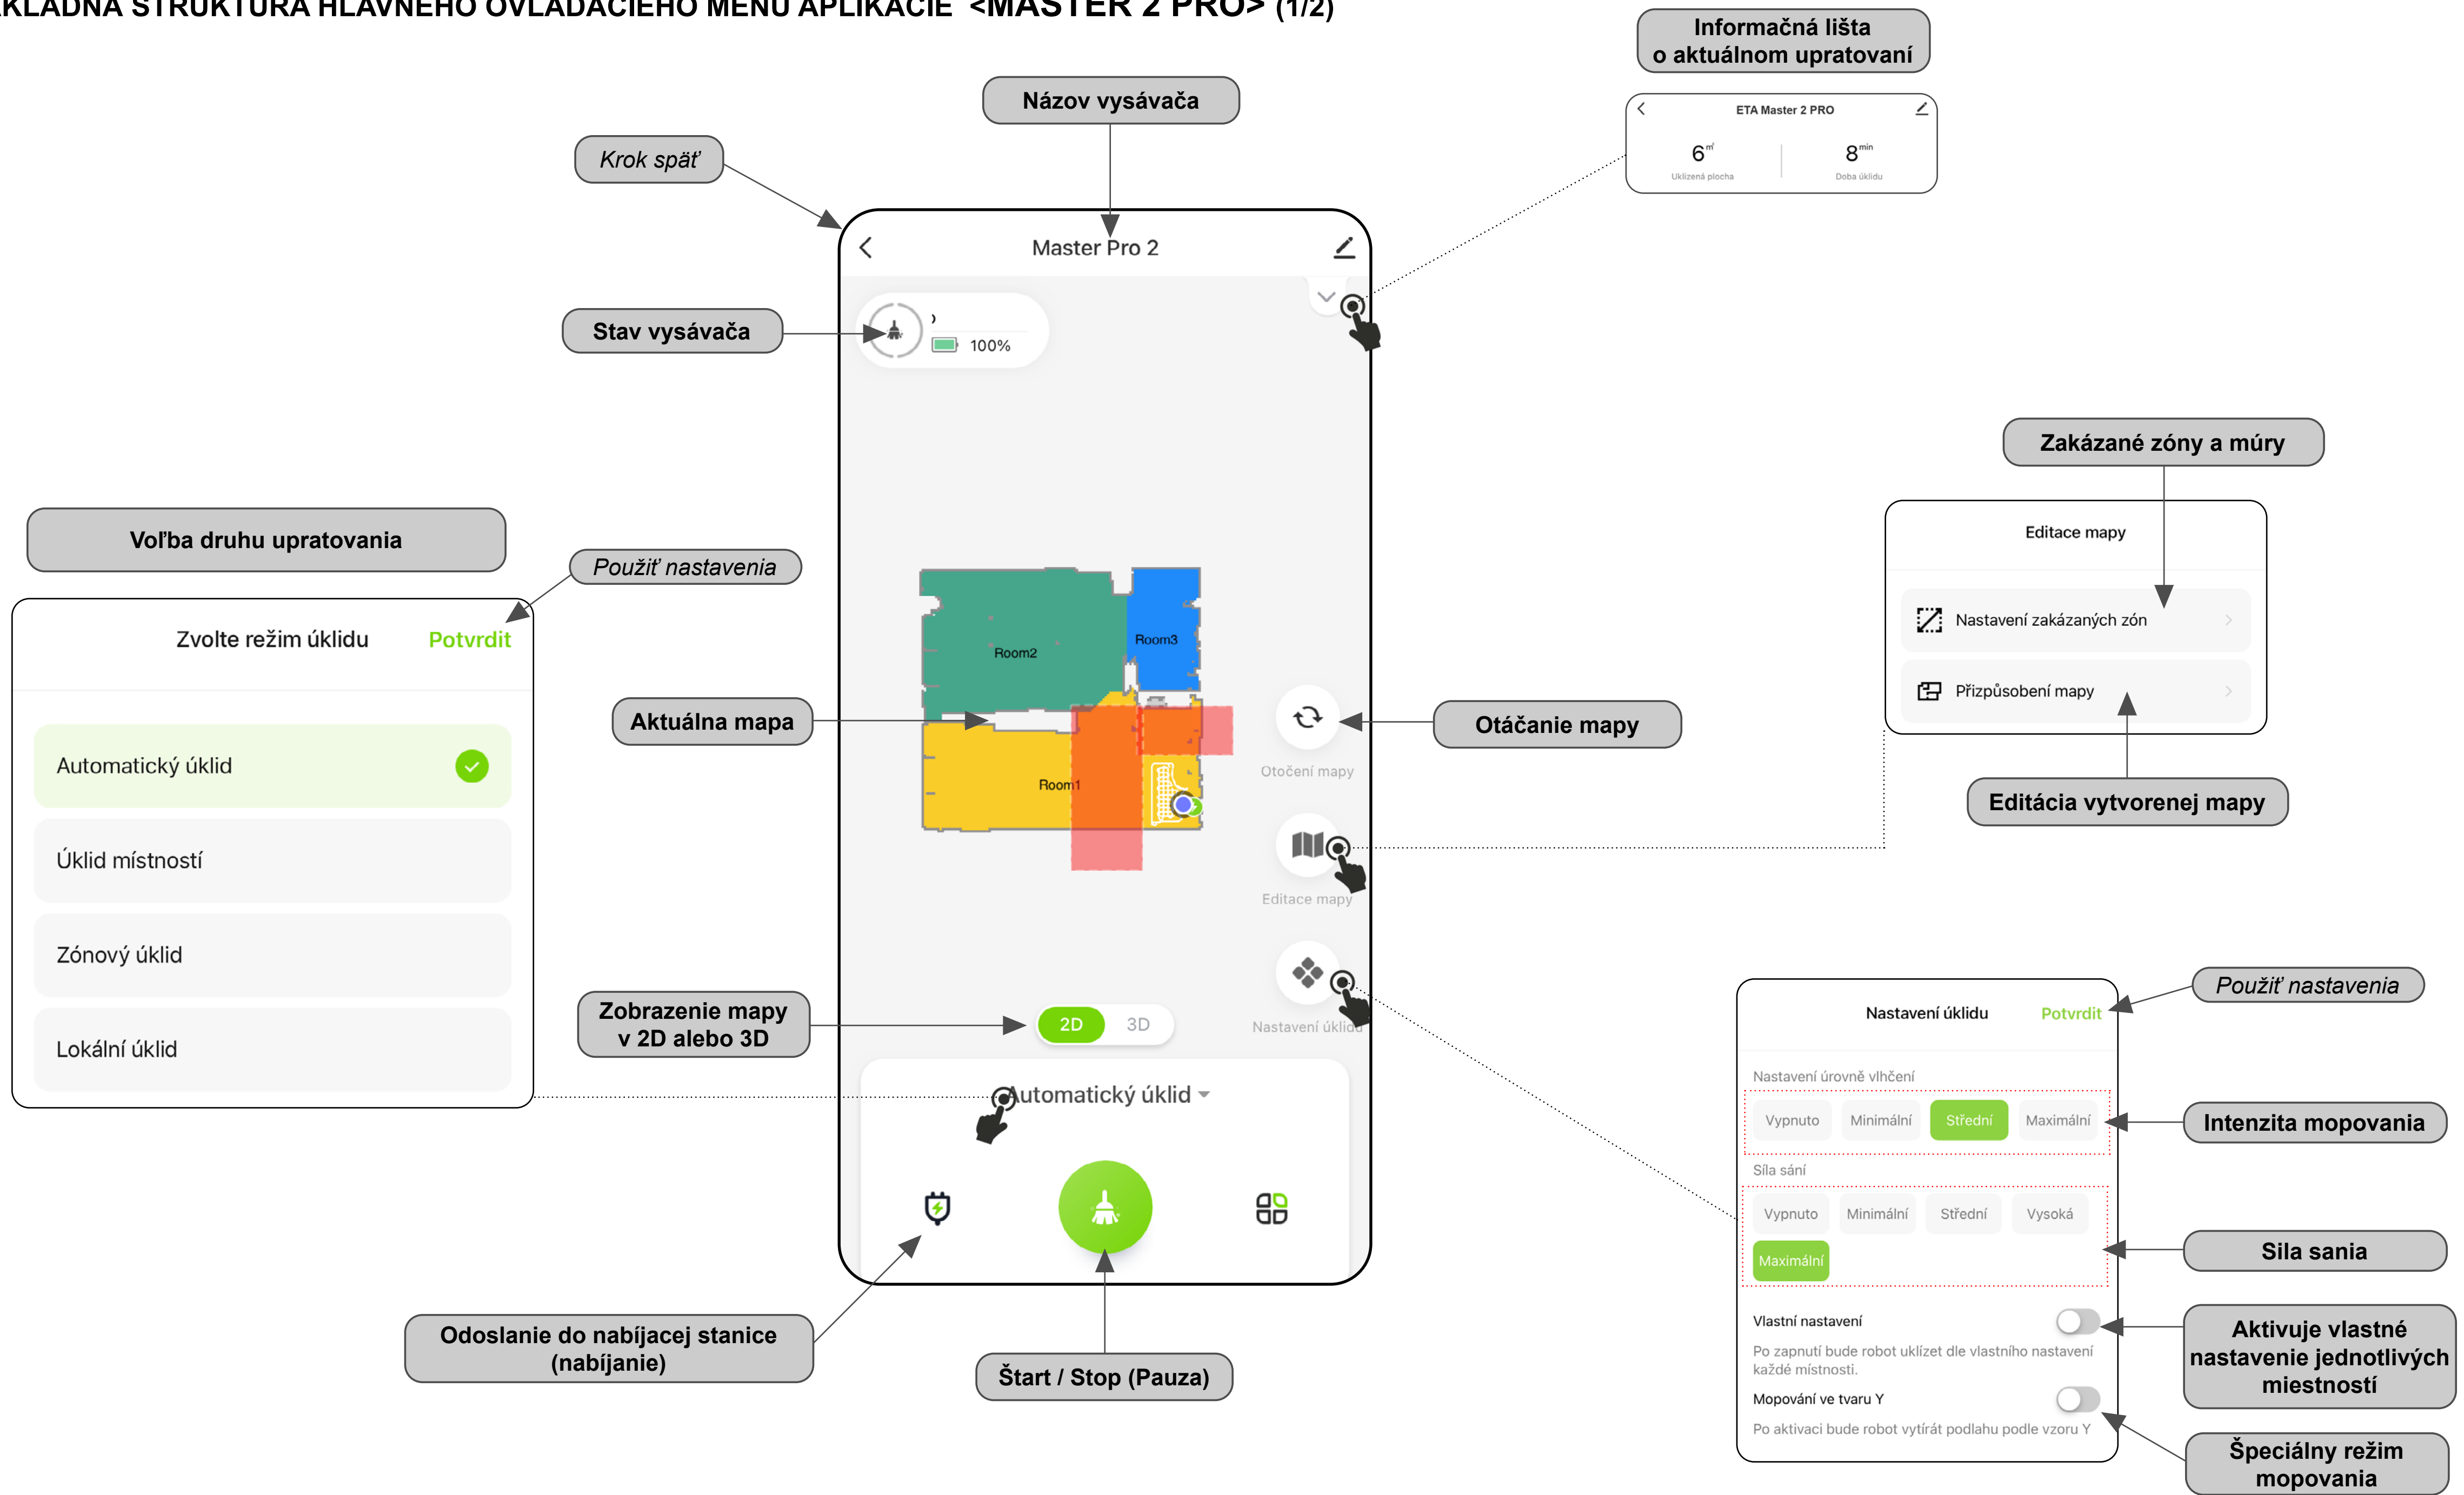 KLADNÁ ŠTRUKTÚRA HLAVNÉHO OVLÁDACIEHO MENU APLIKÁCIE <MASTER 2 PRO> (1/2)
Informačná lišta
o aktuálnom upratovaní
ETA Master 2 PRO
6 m²
8 min
Uklizená plocha
Doba úklidu
Názov vysávača
Krok späť
Master Pro 2
Stav vysávača
100%
Zakázané zóny a múry
Editace mapy
Nastavení zakázaných zón
Přizpůsobení mapy
Editácia vytvorenej mapy
Voľba druhu upratovania
Použiť nastavenia
Zvolte režim úklidu
Potvrdit
Automatický úklid
Úklid místností
Zónový úklid
Lokální úklid
Room2
Room3
Room1
Aktuálna mapa
Otáčanie mapy
Otočení mapy
Editace mapy
Nastavení úklidu
Zobrazenie mapy
v 2D alebo 3D
2D
3D
Automatický úklid
Odoslanie do nabíjacej stanice
(nabíjanie)
Štart / Stop (Pauza)
Použiť nastavenia
Nastavení úklidu
Potvrdit
Nastavení úrovně vlhčení
Vypnuto
Minimální
Střední
Maximální
Intenzita mopovania
Síla sání
Vypnuto
Minimální
Střední
Vysoká
Maximální
Sila sania
Vlastní nastavení
Po zapnutí bude robot uklízet dle vlastního nastavení
každé místnosti.
Aktivuje vlastné
nastavenie jednotlivých
miestností
Mopování ve tvaru Y
Po aktivaci bude robot vytírát podlahu podle vzoru Y
Špeciálny režim
mopovania